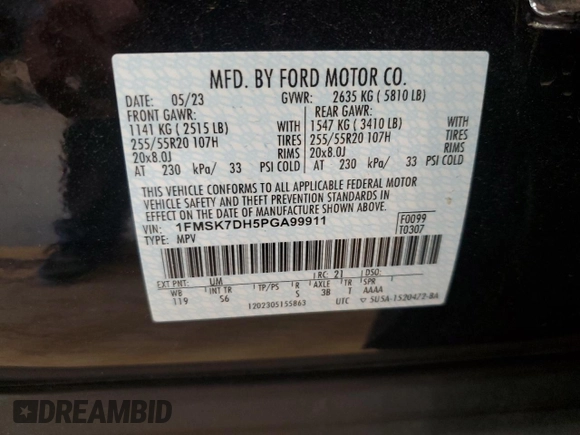 MFD. BY FORD MOTOR CO.
DATE: 05/23 GVWR: 2635 KG (5810 LB)
FRONT GAWR: REAR GAWR:
1141 KG (2515 LB) WITH 1547 KG (3410 LB) WITH
255/55R20 107H TIRES 255/55R20 107H TIRES
20x8.0J RIMS 20x8.0J RIMS
AT 230 kPa/ 33 PSI COLD AT 230 kPa/ 33 PSI COLD
THIS VEHICLE CONFORMS TO ALL APPLICABLE FEDERAL MOTOR
VEHICLE SAFETY AND THEFT PREVENTION STANDARDS IN
EFFECT ON THE DATE OF MANUFACTURE SHOWN ABOVE.
VIN: 1FMSK7DH5PGA99911 F0099
TYPE: MPV T0307
EXT PNT: UM RC: 21 DSO:
WB INT TR TP/PS R AXLE TR SPR
119 S6 S 3B T AAAA
1202305155863 UTC
DREAMBID